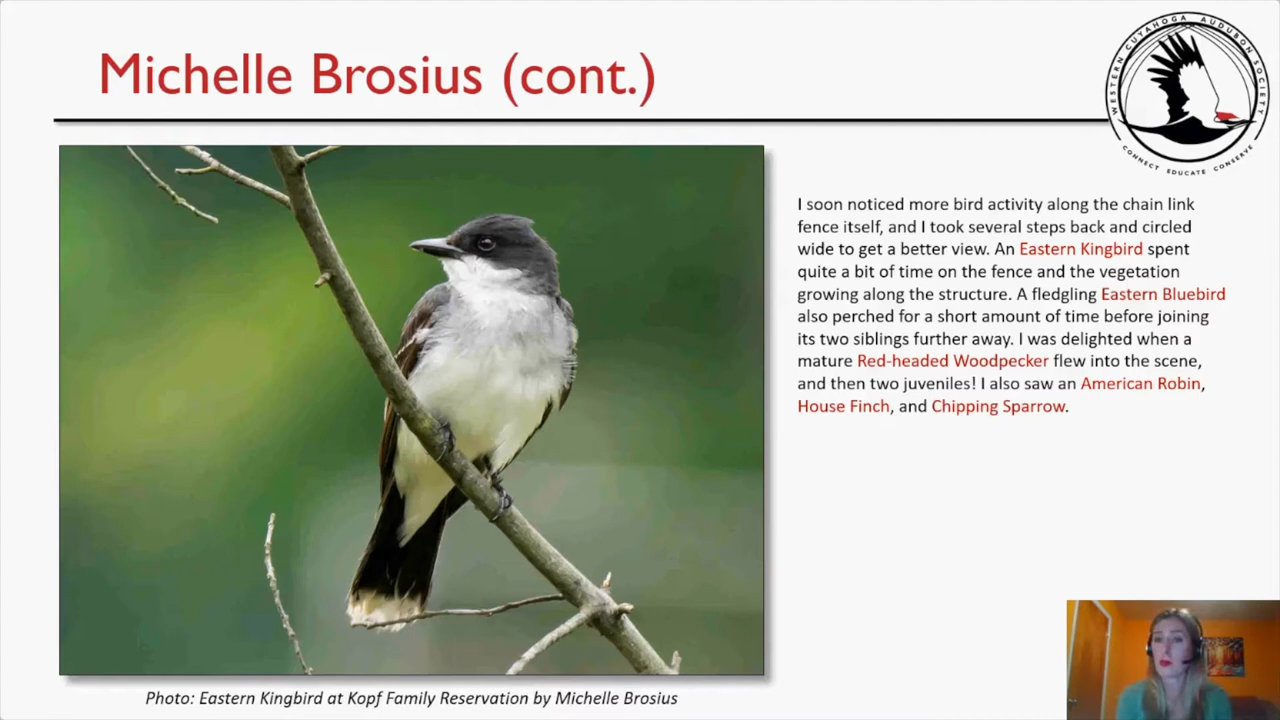 Michelle Brosius (cont.)
WESTERN CUYAHOGA AUDUBON SOCIETY
CONNECT EDUCATE CONSERVE
I soon noticed more bird activity along the chain link
fence itself, and I took several steps back and circled
wide to get a better view. An Eastern Kingbird spent
quite a bit of time on the fence and the vegetation
growing along the structure. A fledgling Eastern Bluebird
also perched for a short amount of time before joining
its two siblings further away. I was delighted when a
mature Red-headed Woodpecker flew into the scene,
and then two juveniles! I also saw an American Robin,
House Finch, and Chipping Sparrow.
Photo: Eastern Kingbird at Kopf Family Reservation by Michelle Brosius